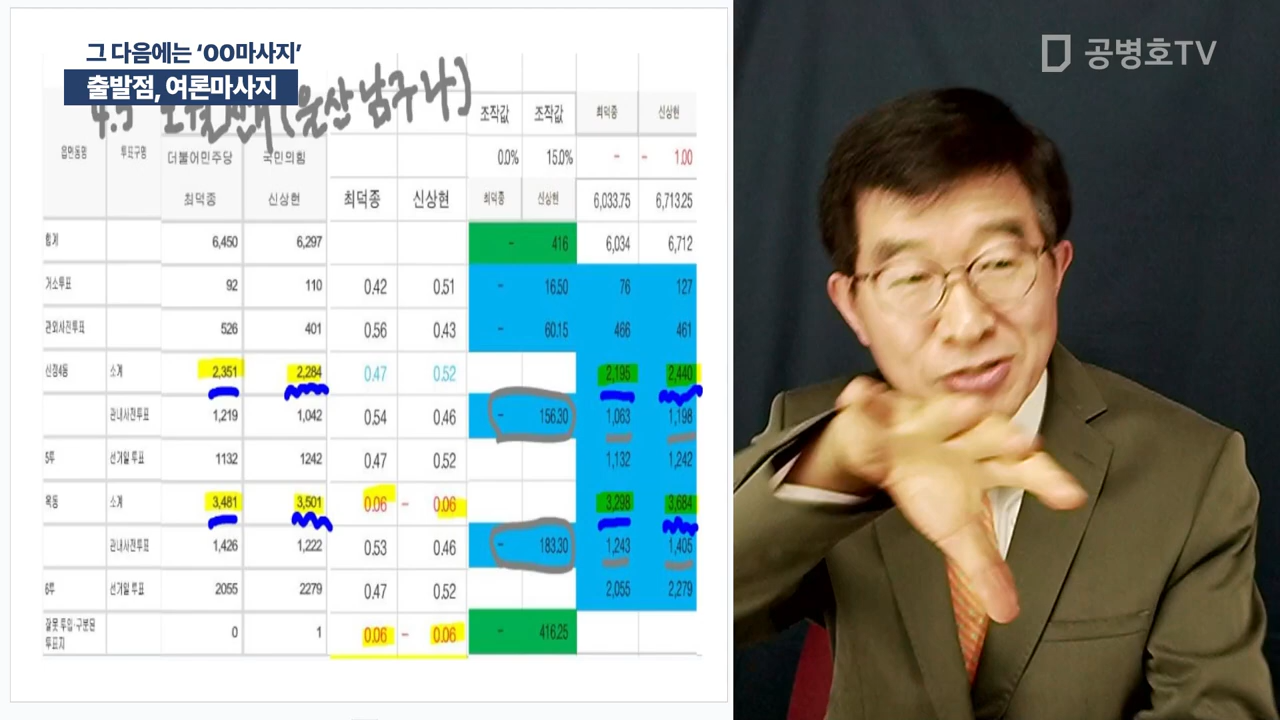 그 다음에는 ‘OO마사지’
출발점, 여론마사지
공병호TV
(울산 남구 나)
조작값 조작값 최덕종 신상현
읍면동명 투표구명 더불어민주당 국민의힘 0.0% 15.0% - - 1.00
최덕종 신상현 최덕종 신상현 최덕종 신상현 6,033.75 6,713.25
합계 6,450 6,297 - 416 6,034 6,712
거소투표 92 110 0.42 0.51 - 16.50 76 127
관외사전투표 526 401 0.56 0.43 - 60.15 466 461
신정4동 소계 2,351 2,284 0.47 0.52 2,195 2,440
관내사전투표 1,219 1,042 0.54 0.46 - 156.30 1,063 1,198
5투 선거일 투표 1132 1242 0.47 0.52 1,132 1,242
옥동 소계 3,481 3,501 0.06 - 0.06 3,298 3,684
관내사전투표 1,426 1,222 0.53 0.46 - 183.30 1,243 1,405
6투 선거일 투표 2055 2279 0.47 0.52 2,055 2,279
잘못 투입·구분된
투표지 0 1 0.06 - 0.06 - 416.25